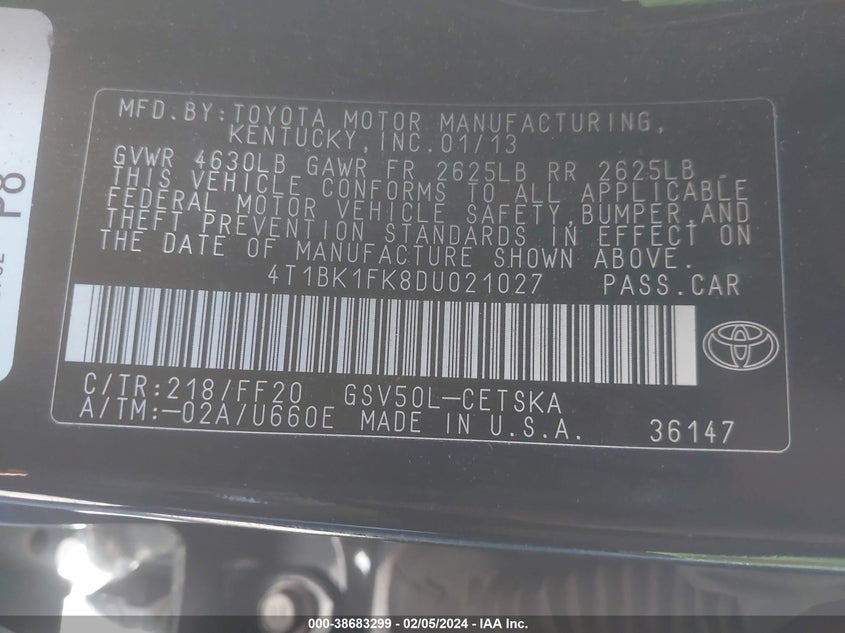 P8
MFD.BY:TOYOTA MOTOR MANUFACTURING,
KENTUCKY,INC.01/13
GVWR 4630LB GAWR FR 2625LB RR 2625LB
THIS VEHICLE CONFORMS TO ALL APPLICABLE
FEDERAL MOTOR VEHICLE SAFETY,BUMPER,AND
THEFT PREVENTION STANDARDS IN EFFECT ON
THE DATE OF MANUFACTURE SHOWN ABOVE.
4T1BK1FK8DU021027 PASS.CAR
C/TR:218/FF20 GSV50L-CETSKA
A/TM:-02A/U660E MADE IN U.S.A. 36147
000-38683299 - 02/05/2024 - IAA Inc.